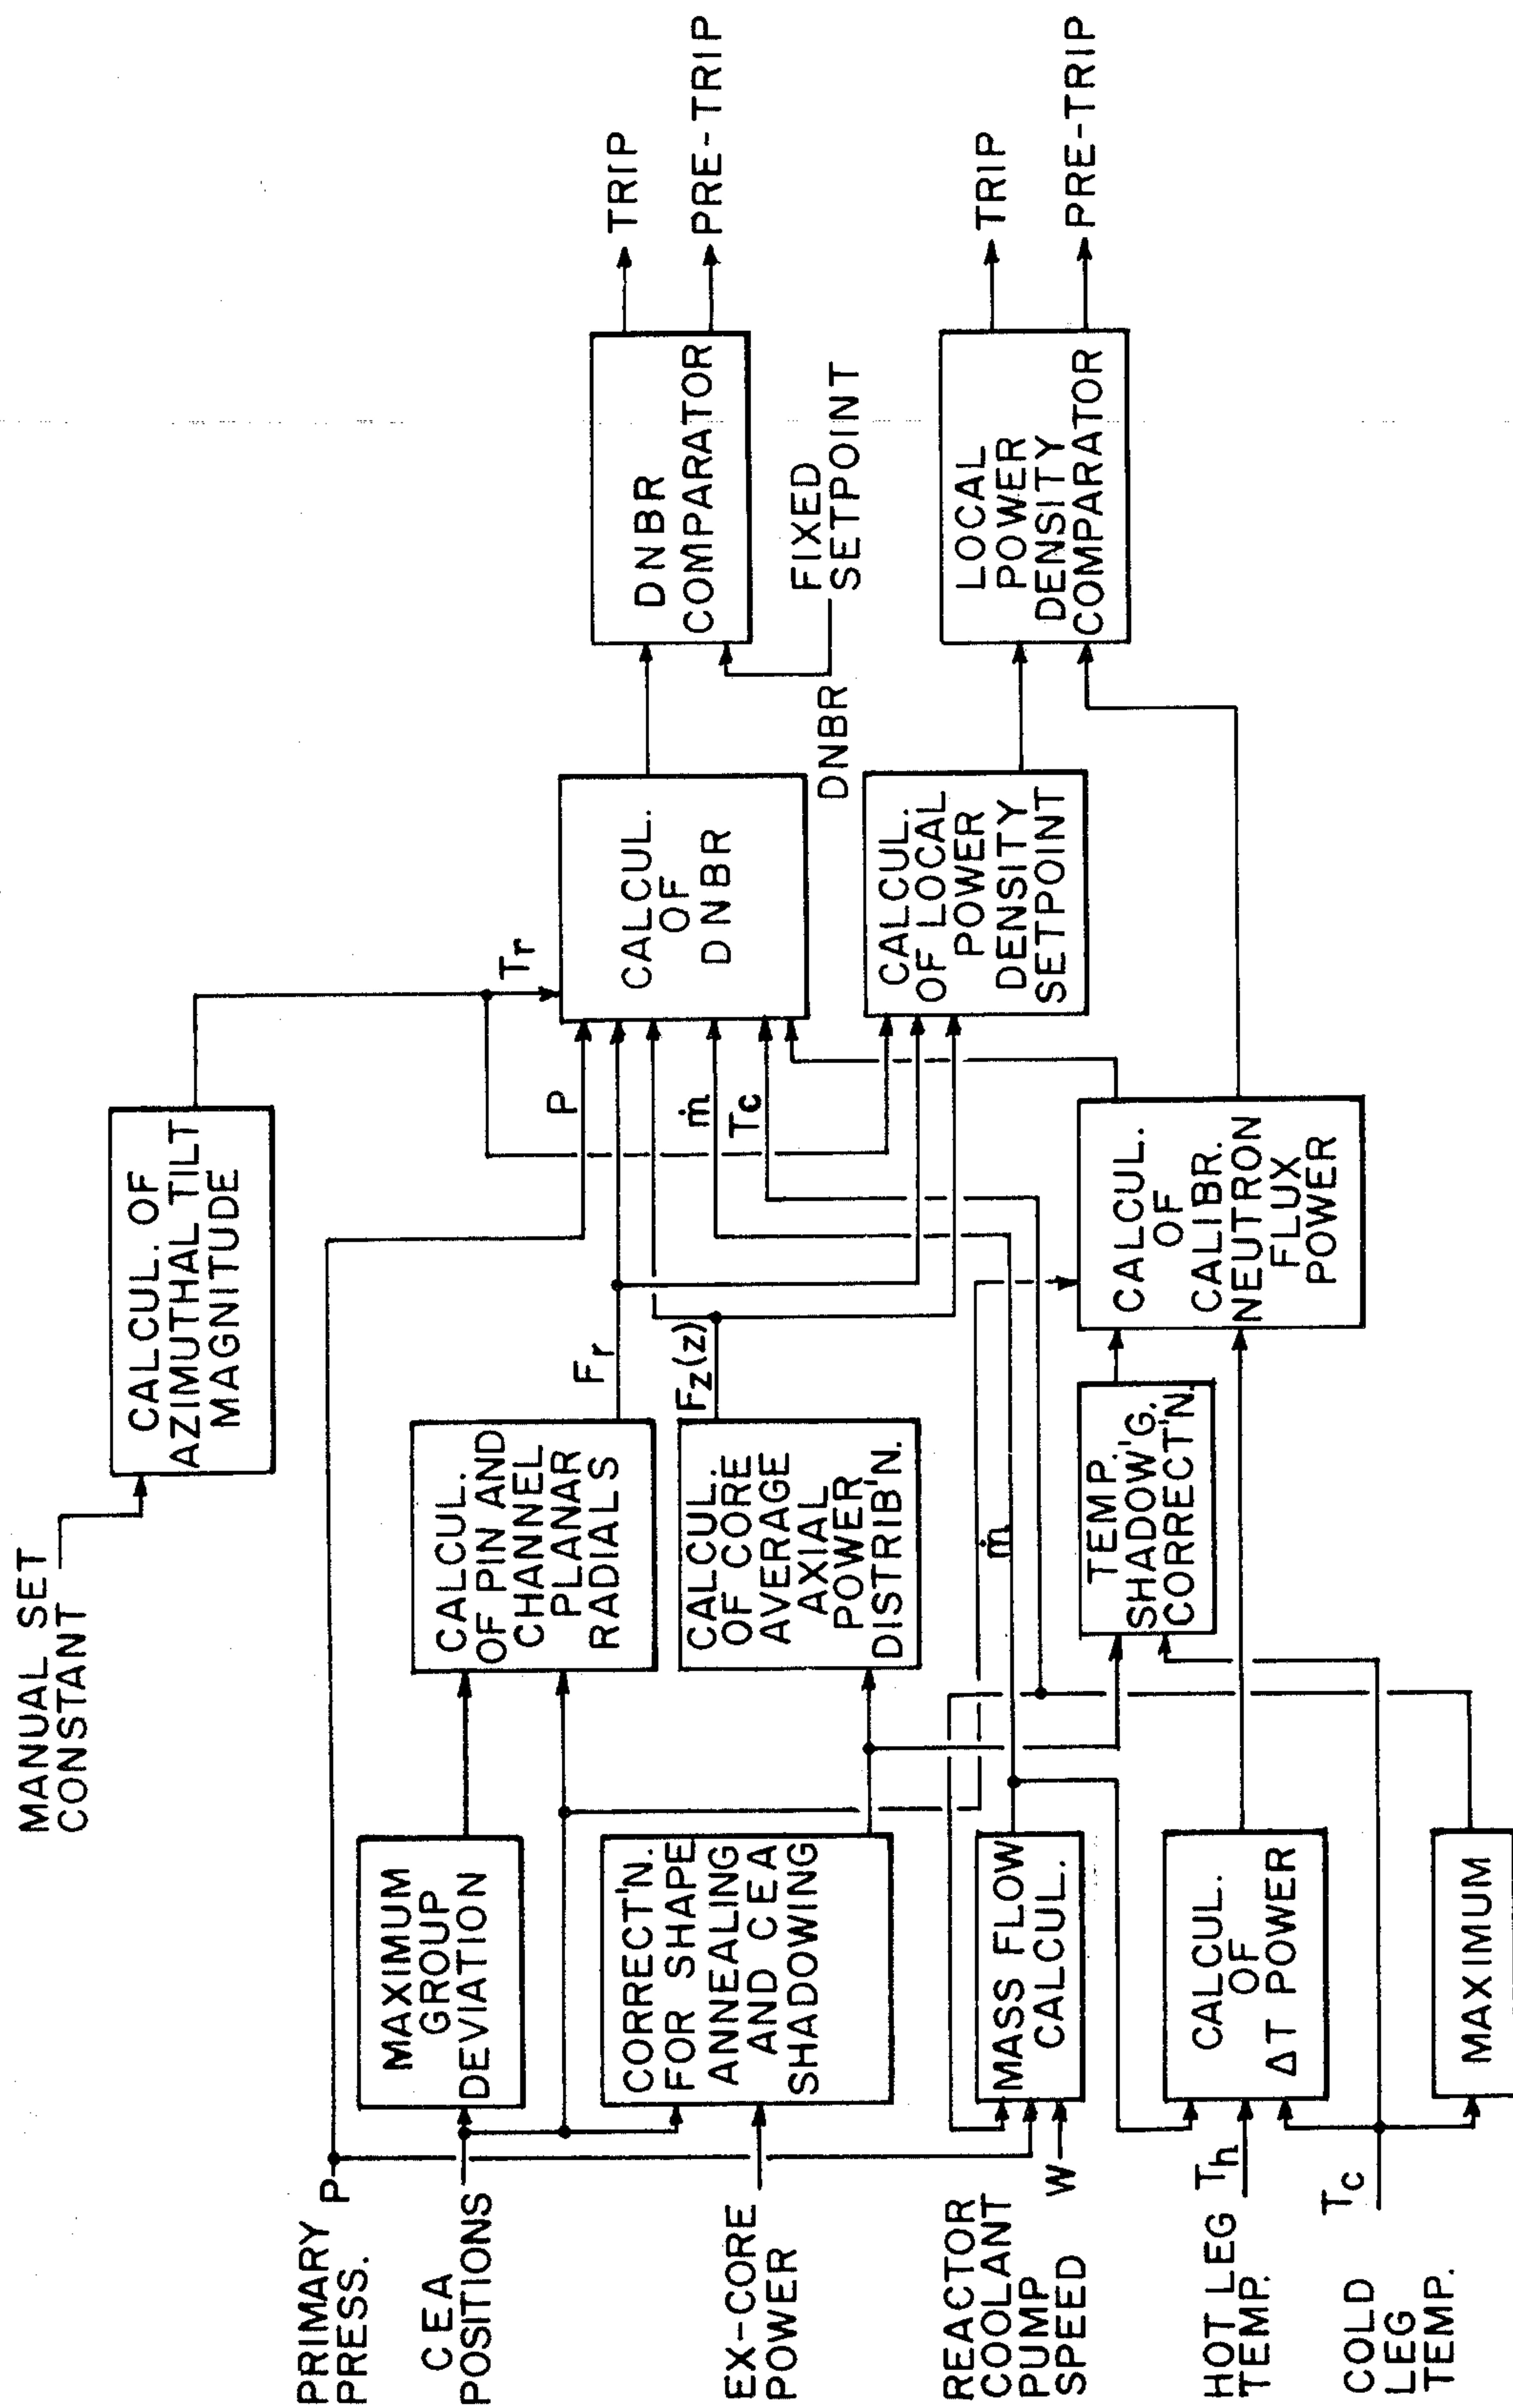 MANUAL SET
CONSTANT
CALCUL. OF
AZIMUTHAL TILT
MAGNITUDE
Tr
PRIMARY
PRESS.
P
CEA
POSITIONS
EX-CORE
POWER
REACTOR
COOLANT
PUMP
SPEED
W
HOT LEG
TEMP.
Th
COLD
LEG
TEMP.
Tc
MAXIMUM
GROUP
DEVIATION
CORRECT'N.
FOR SHAPE
ANNEALING
AND CEA
SHADOWING
MASS FLOW
CALCUL.
CALCUL.
OF
ΔT POWER
MAXIMUM
CALCUL.
OF PIN AND
CHANNEL
PLANAR
RADIALS
Fr
CALCUL.
OF CORE
AVERAGE
AXIAL
POWER
DISTRIB'N.
Fz(z)
ṁ
TEMP.
SHADOW'G.
CORRECT'N.
CALCUL.
OF
CALIBR.
NEUTRON
FLUX
POWER
P
ṁ
Tc
CALCUL.
OF
DNBR
DNBR
CALCUL.
OF LOCAL
POWER
DENSITY
SETPOINT
DNBR
COMPARATOR
FIXED
SETPOINT
LOCAL
POWER
DENSITY
COMPARATOR
TRIP
PRE-TRIP
TRIP
PRE-TRIP